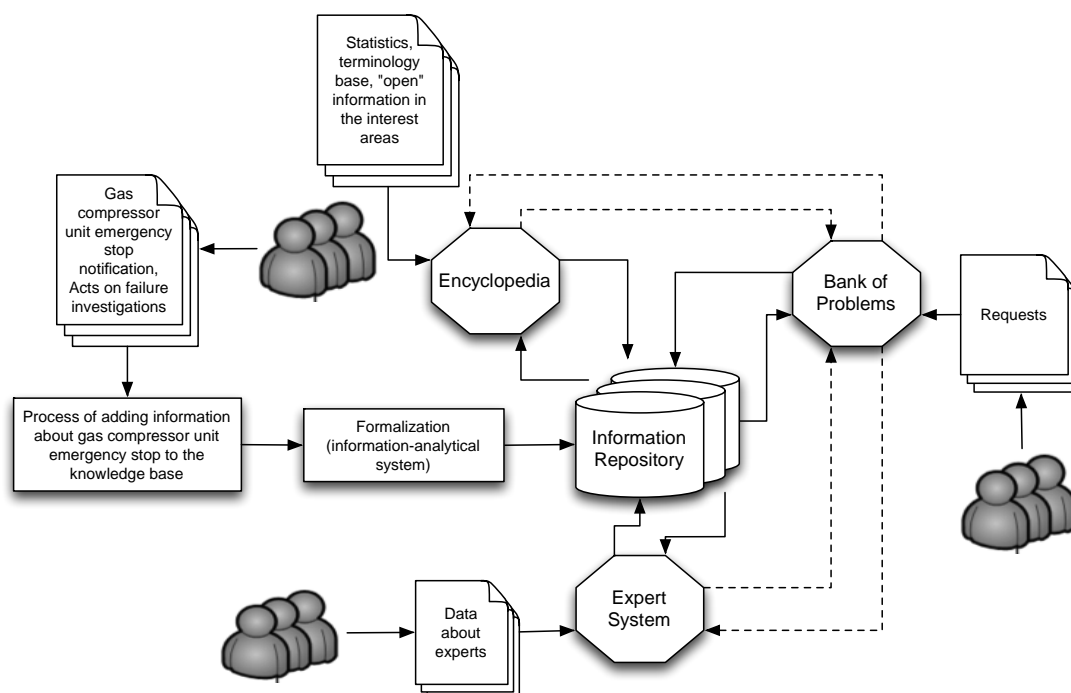 Statistics,
terminology
base, "open"
information in
the interest
areas
Gas
compressor
unit emergency
stop
notification,
Acts on failure
investigations
Encyclopedia
Bank of
Problems
Requests
Process of adding information
about gas compressor unit
emergency stop to the
knowledge base
Formalization
(information-analytical
system)
Information
Repository
Expert
System
Data
about
experts